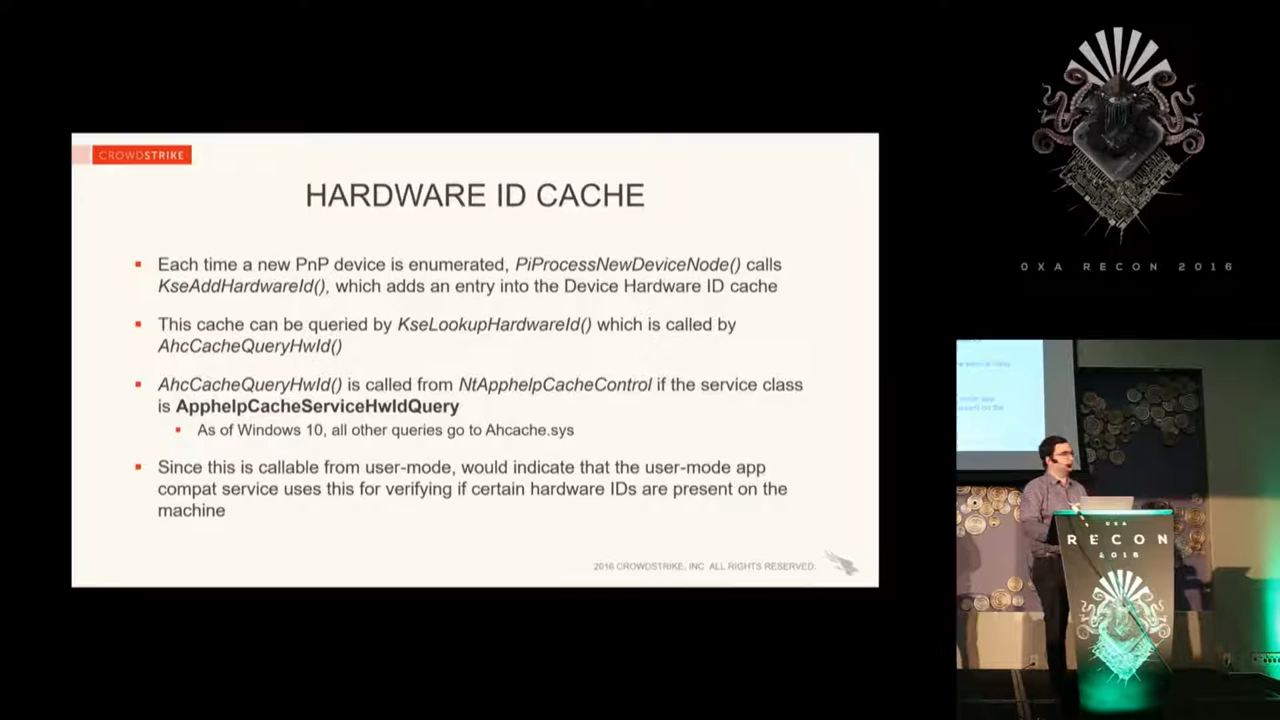 CROWDSTRIKE
HARDWARE ID CACHE
Each time a new PnP device is enumerated, PiProcessNewDeviceNode() calls
KseAddHardwareId(), which adds an entry into the Device Hardware ID cache
This cache can be queried by KseLookupHardwareId() which is called by
AhcCacheQueryHwId()
AhcCacheQueryHwId() is called from NtApphelpCacheControl if the service class
is ApphelpCacheServiceHwIdQuery
As of Windows 10, all other queries go to Ahcache.sys
Since this is callable from user-mode, would indicate that the user-mode app
compat service uses this for verifying if certain hardware IDs are present on the
machine
2016 CROWDSTRIKE, INC. ALL RIGHTS RESERVED.
0XA RECON 2016
0XA
RECON
2016